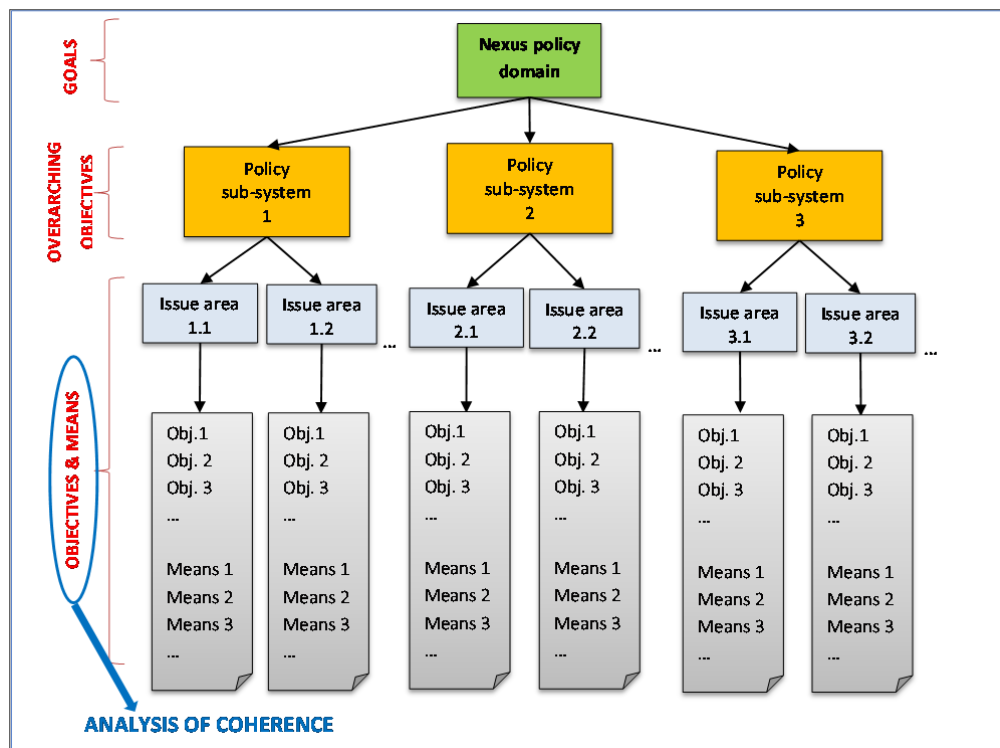 GOALS
Nexus policy
domain
OVERARCHING
OBJECTIVES
Policy
sub-system
1
Policy
sub-system
2
Policy
sub-system
3
OBJECTIVES & MEANS
Issue area
1.1
Issue area
1.2
...
Issue area
2.1
Issue area
2.2
...
Issue area
3.1
Issue area
3.2
...
Obj.1
Obj. 2
Obj. 3
...
Means 1
Means 2
Means 3
...
Obj.1
Obj. 2
Obj. 3
...
Means 1
Means 2
Means 3
...
Obj.1
Obj. 2
Obj. 3
...
Means 1
Means 2
Means 3
...
Obj.1
Obj. 2
Obj. 3
...
Means 1
Means 2
Means 3
...
Obj.1
Obj. 2
Obj. 3
...
Means 1
Means 2
Means 3
...
Obj.1
Obj. 2
Obj. 3
...
Means 1
Means 2
Means 3
...
ANALYSIS OF COHERENCE